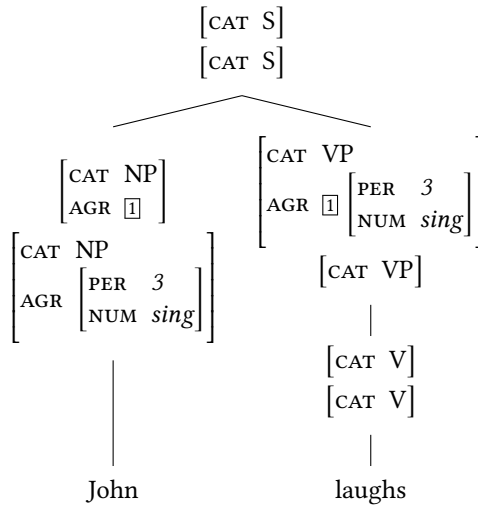 [CAT S]
[CAT S]
[CAT NP
AGR 1]
[CAT NP
AGR [PER 3
NUM sing]]
[CAT VP
AGR 1 [PER 3
NUM sing]]
[CAT VP]
[CAT V]
[CAT V]
John laughs